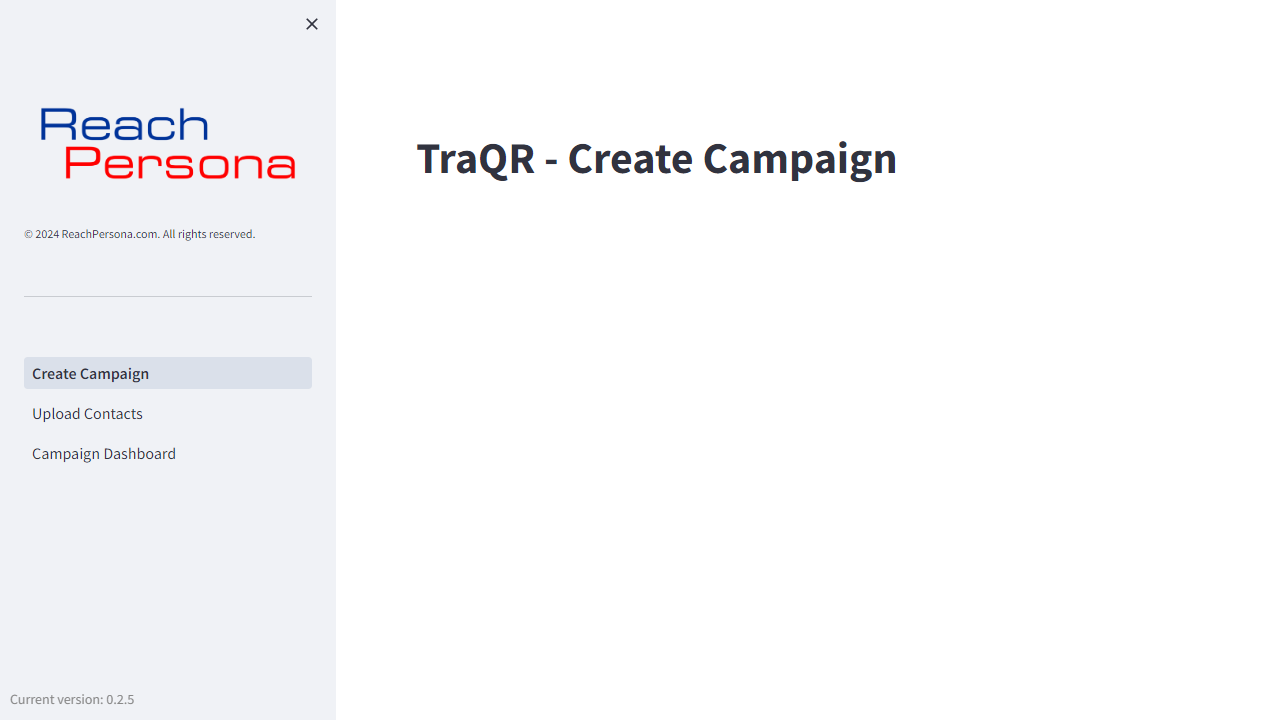 Reach
Persona
© 2024 ReachPersona.com. All rights reserved.
Create Campaign
Upload Contacts
Campaign Dashboard
Current version: 0.2.5
TraQR - Create Campaign